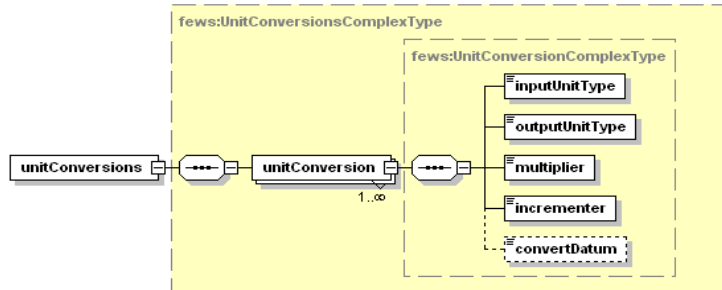 fews:UnitConversionsComplexType
fews:UnitConversionComplexType
inputUnitType
outputUnitType
unitConversions
unitConversion
multiplier
1..∞
incrementer
convertDatum